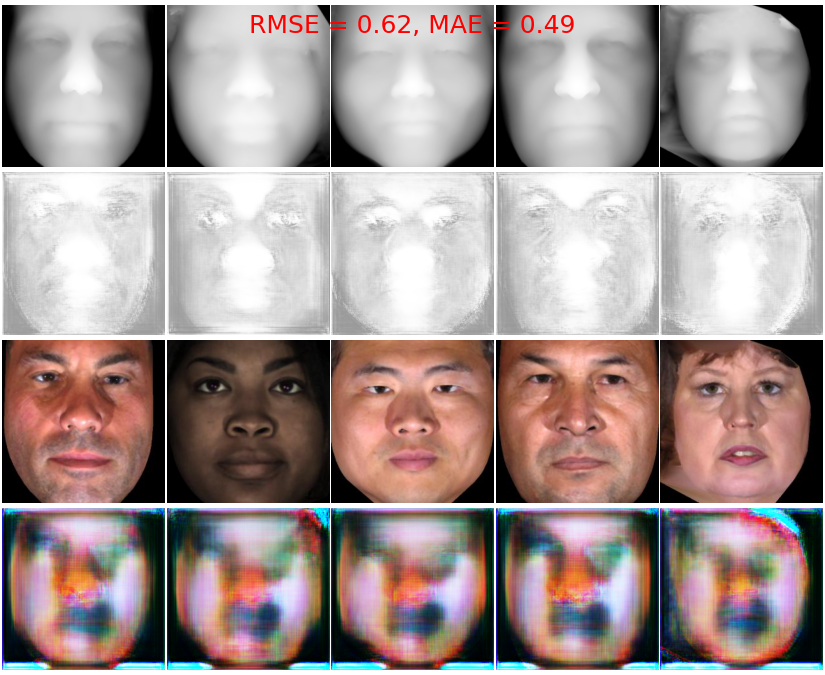 RMSE = 0.62, MAE = 0.49